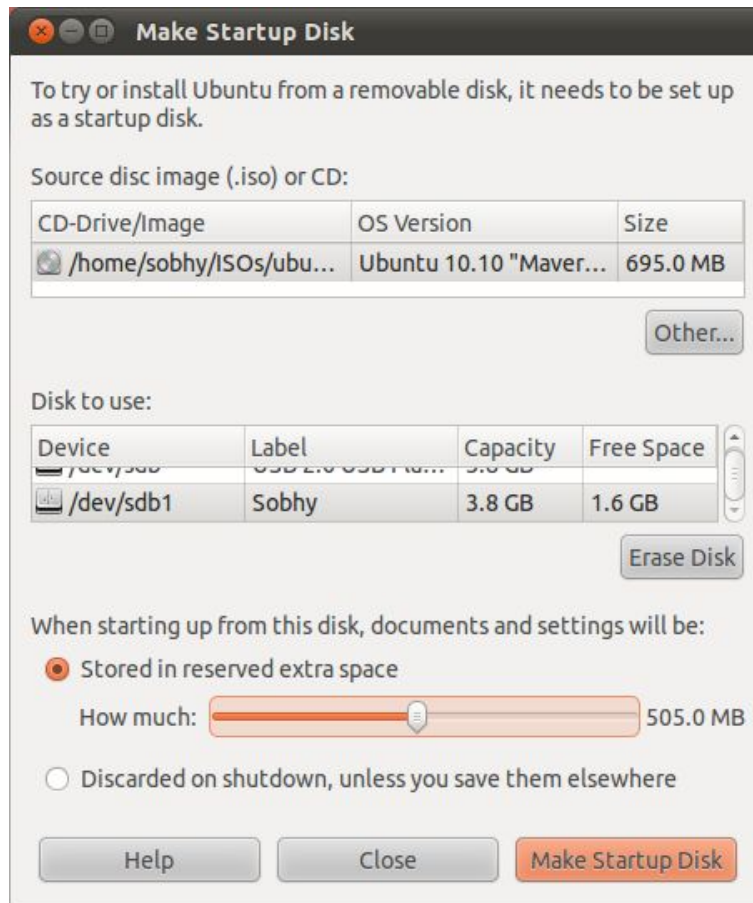 Make Startup Disk
To try or install Ubuntu from a removable disk, it needs to be set up
as a startup disk.
Source disc image (.iso) or CD:
CD-Drive/Image OS Version Size
/home/sobhy/ISOs/ubu... Ubuntu 10.10 "Maver... 695.0 MB
Other...
Disk to use:
Device Label Capacity Free Space
/dev/sdb1 Sobhy 3.8 GB 1.6 GB
Erase Disk
When starting up from this disk, documents and settings will be:
Stored in reserved extra space
How much: 505.0 MB
Discarded on shutdown, unless you save them elsewhere
Help Close Make Startup Disk